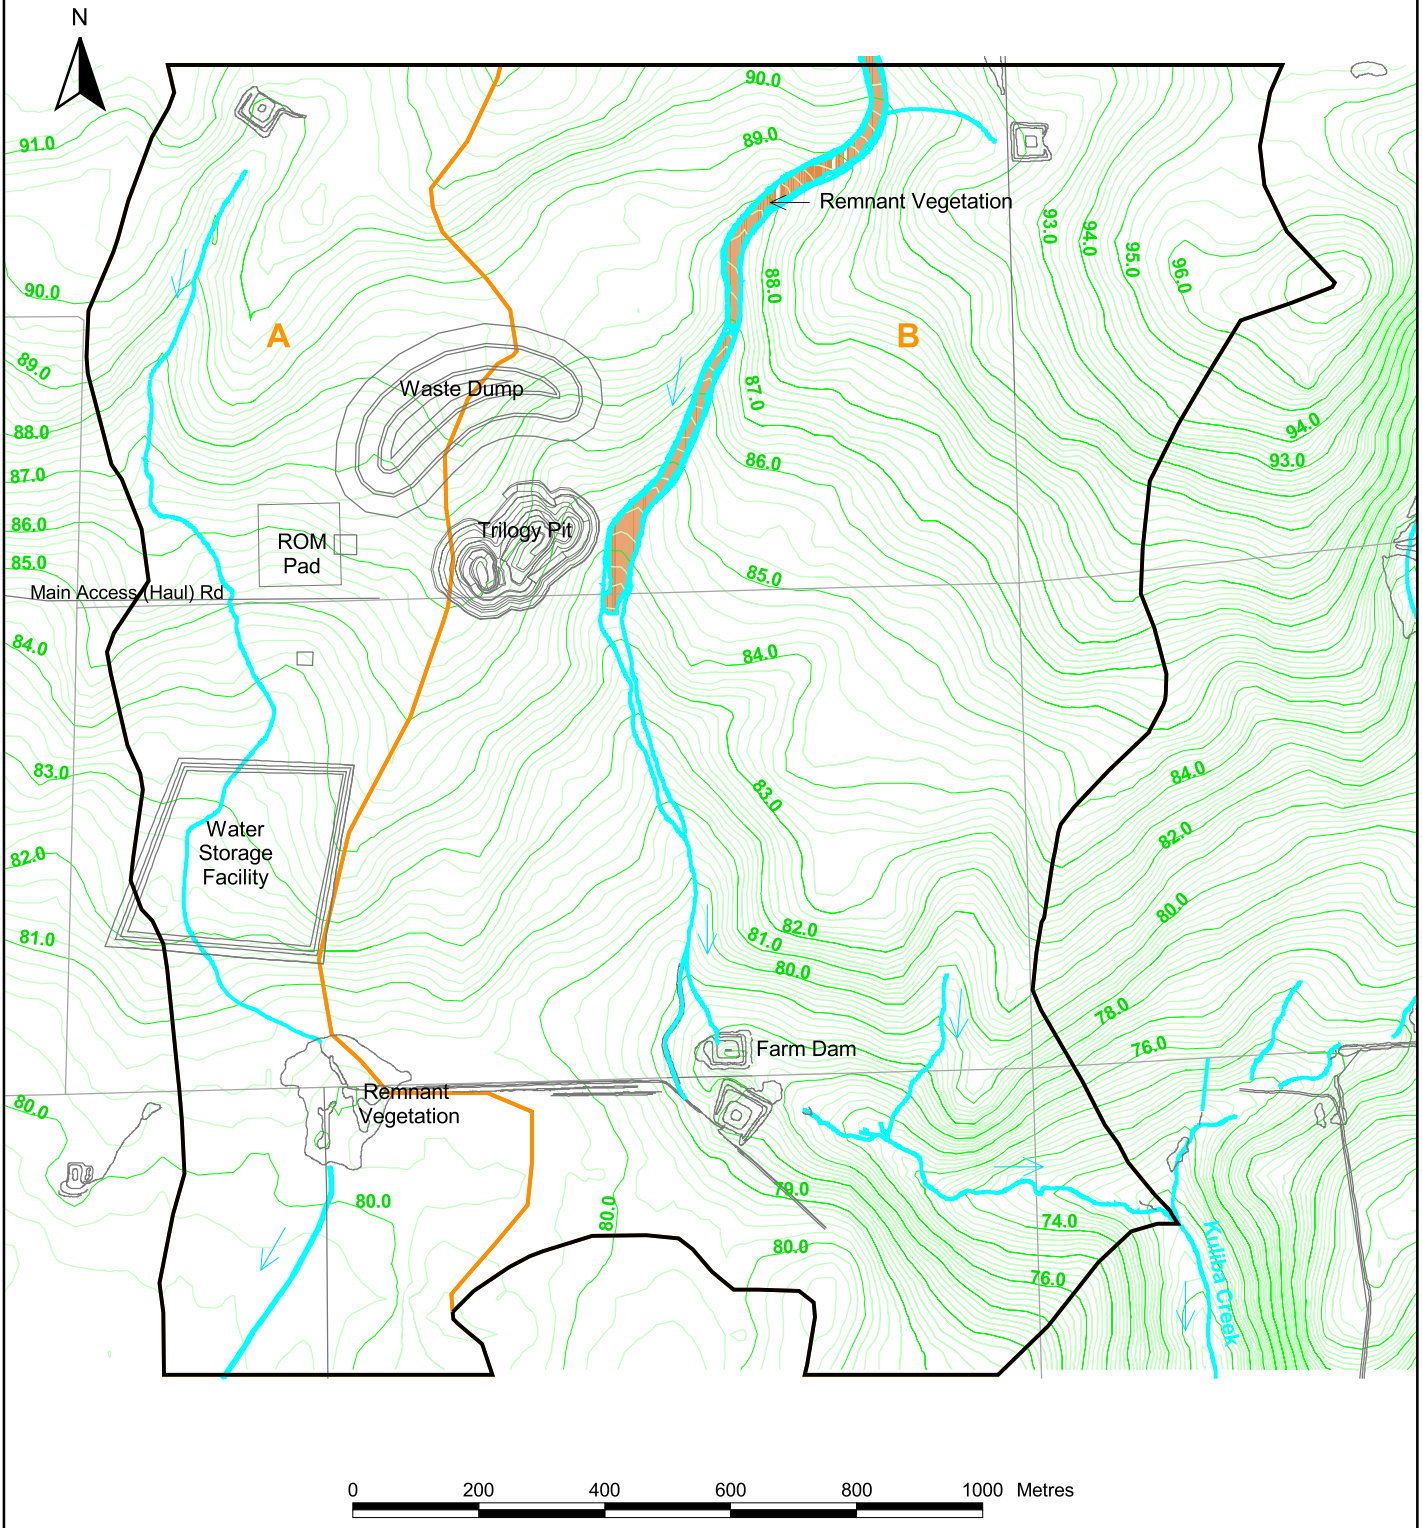 N
90.0
91.0
89.0
Remnant Vegetation
93.0
94.0
95.0
96.0
90.0
88.0
A
B
89.0
Waste Dump
87.0
88.0
94.0
87.0
86.0
93.0
86.0
Trilogy Pit
ROM
Pad
85.0
85.0
Main Access (Haul) Rd
84.0
84.0
83.0
84.0
83.0
82.0
Water
Storage
Facility
82.0
80.0
82.0
81.0
81.0
80.0
78.0
76.0
Farm Dam
80.0
Remnant
Vegetation
79.0
80.0
80.0
74.0
80.0
76.0
Kuliba Creek
0 200 400 600 800 1000 Metres